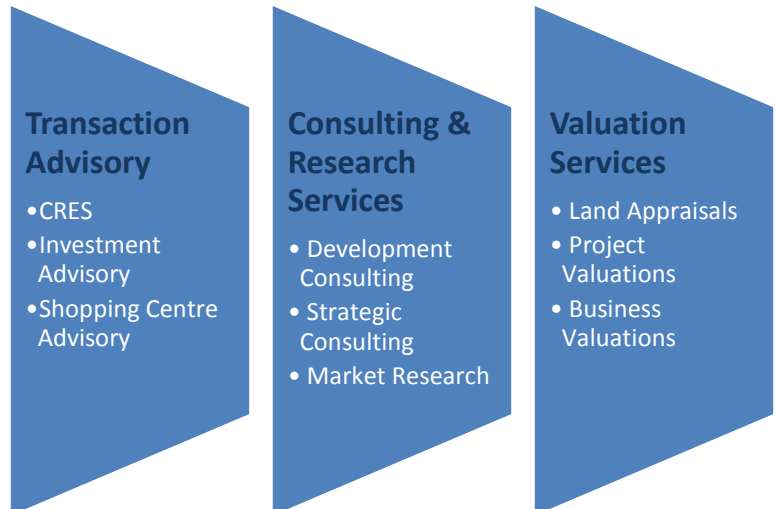 Transaction
Advisory
•CRES
•Investment
Advisory
•Shopping Centre
Advisory
Consulting &
Research
Services
• Development
Consulting
• Strategic
Consulting
• Market Research
Valuation
Services
• Land Appraisals
• Project
Valuations
• Business
Valuations